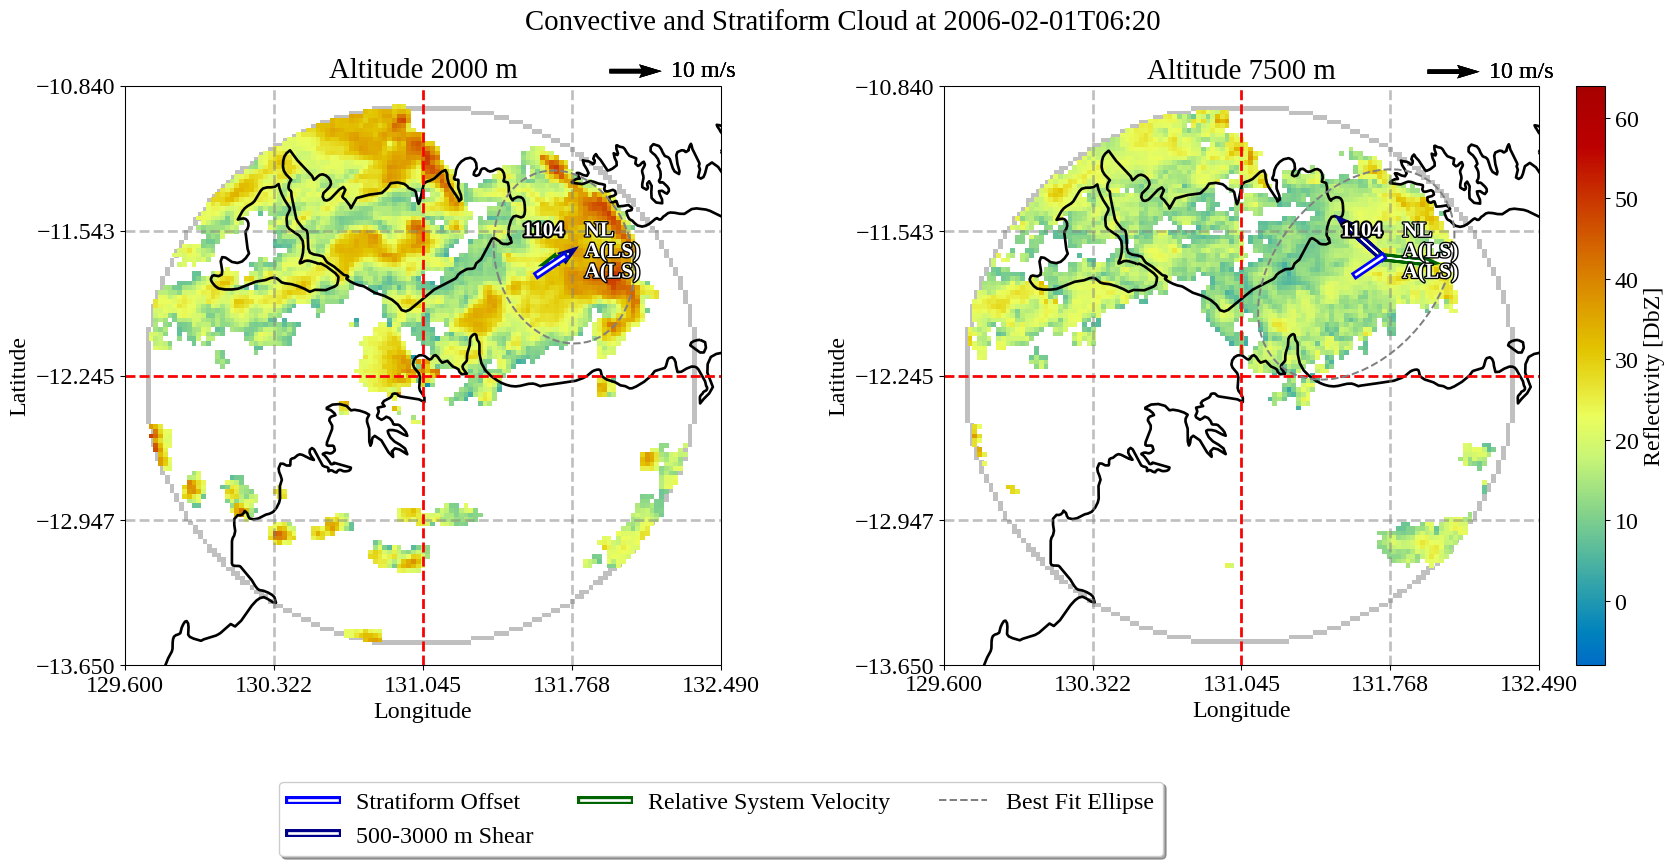 Convective and Stratiform Cloud at 2006-02-01T06:20
Altitude 2000 m
10 m/s
Altitude 7500 m
10 m/s
−10.840
−11.543
−12.245
−12.947
−13.650
Latitude
129.600
130.322
131.045
131.768
132.490
Longitude
1104
NL
A(LS)
A(LS)
−10.840
−11.543
−12.245
−12.947
−13.650
Latitude
129.600
130.322
131.045
131.768
132.490
Longitude
1104
NL
A(LS)
A(LS)
60
50
40
30
20
10
0
Reflectivity [DbZ]
Stratiform Offset
Relative System Velocity
Best Fit Ellipse
500-3000 m Shear